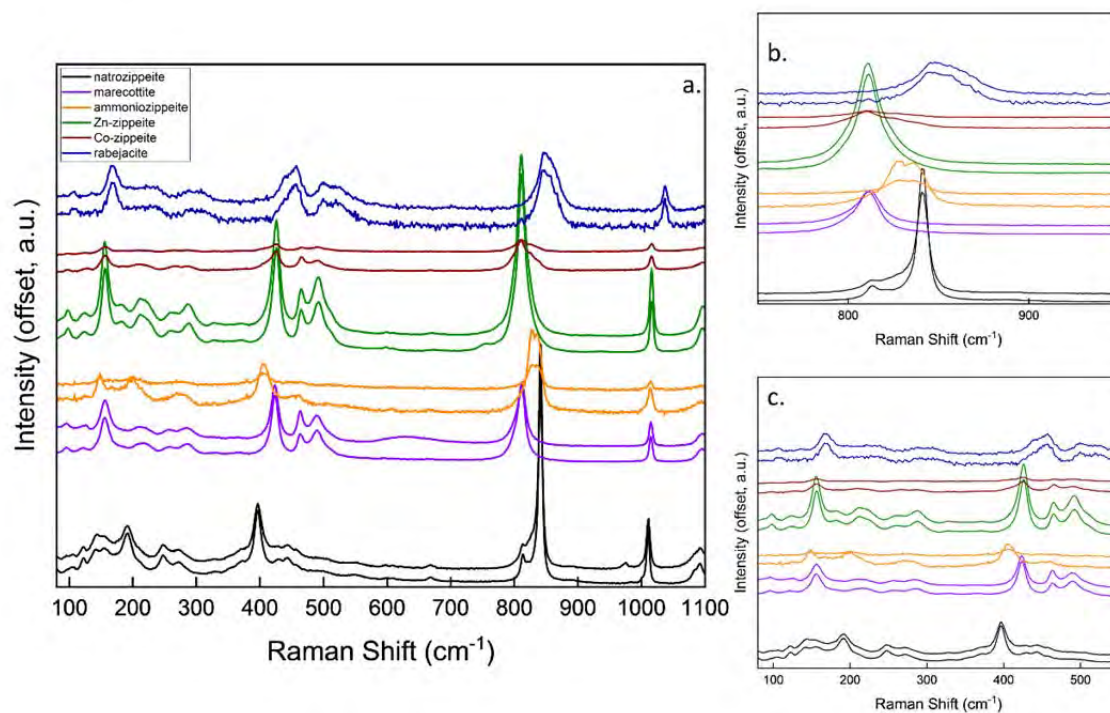 a.
natrozippeite
marecottite
ammoniozippeite
Zn-zippeite
Co-zippeite
rabejacite
Intensity (offset, a.u.)
100 200 300 400 500 600 700 800 900 1000 1100
Raman Shift (cm⁻¹)
b.
Intensity (offset, a.u.)
800 900
Raman Shift (cm⁻¹)
c.
Intensity (offset, a.u.)
100 200 300 400 500
Raman Shift (cm⁻¹)